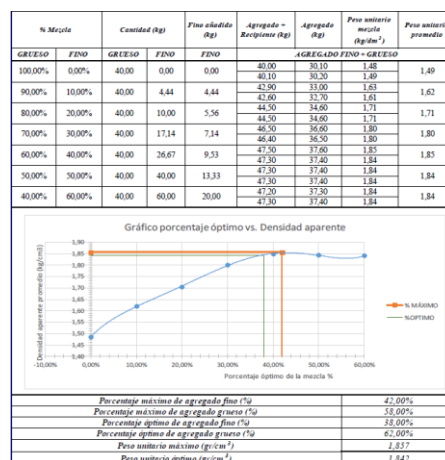 % Mezcla Cantidad (kg) Fino añadido (kg) Agregado + Recipiente (kg) Agregado (kg) Peso unitario mezcla (kg/dm³) Peso unitario promedio
GRUESO FINO GRUESO FINO AGREGADO FINO + GRUESO
100,00% 0,00% 40,00 0,00 0,00 40,00 30,10 1,48 1,49
40,10 30,20 1,49
90,00% 10,00% 40,00 4,44 4,44 42,90 33,00 1,63 1,62
42,60 32,70 1,61
80,00% 20,00% 40,00 10,00 5,56 44,50 34,60 1,71 1,71
44,50 34,60 1,71
70,00% 30,00% 40,00 17,14 7,14 46,50 36,60 1,80 1,80
46,40 36,50 1,80
60,00% 40,00% 40,00 26,67 9,53 47,50 37,60 1,85 1,85
47,30 37,40 1,84
50,00% 50,00% 40,00 40,00 13,33 47,30 37,40 1,84 1,84
47,30 37,40 1,84
40,00% 60,00% 40,00 60,00 20,00 47,20 37,30 1,84 1,84
47,30 37,40 1,84
Gráfico porcentaje óptimo vs. Densidad aparente
Densidad aparente promedio (kg/cm3)
1,90
1,85
1,80
1,75
1,70
1,65
1,60
1,55
1,50
1,45
1,40
-10,00% 0,00% 10,00% 20,00% 30,00% 40,00% 50,00% 60,00%
Porcentaje óptimo de la mezcla %
% MÁXIMO
%OPTIMO
Porcentaje máximo de agregado fino (%) 42,00%
Porcentaje máximo de agregado grueso (%) 58,00%
Porcentaje óptimo de agregado fino (%) 38,00%
Porcentaje óptimo de agregado grueso (%) 62,00%
Peso unitario máximo (gr/cm³) 1,857
Peso unitario óptimo (gr/cm³) 1,842